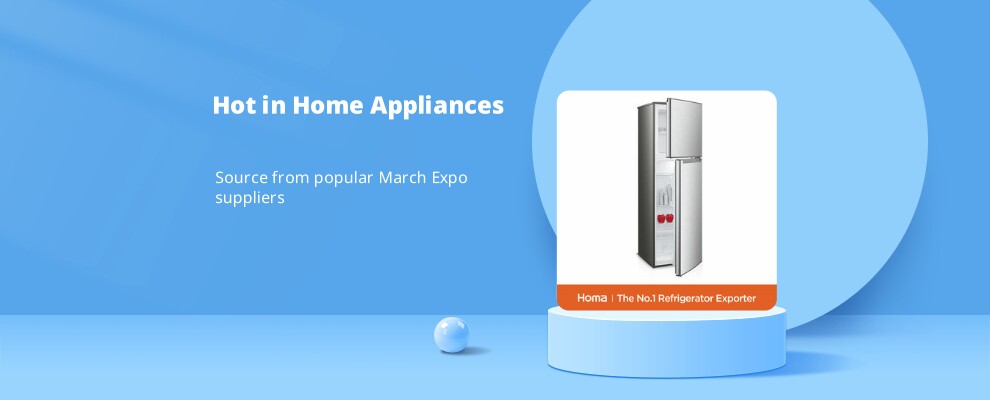 Hot in Home Appliances
Source from popular March Expo
suppliers
Homa | The No.1 Refrigerator Exporter